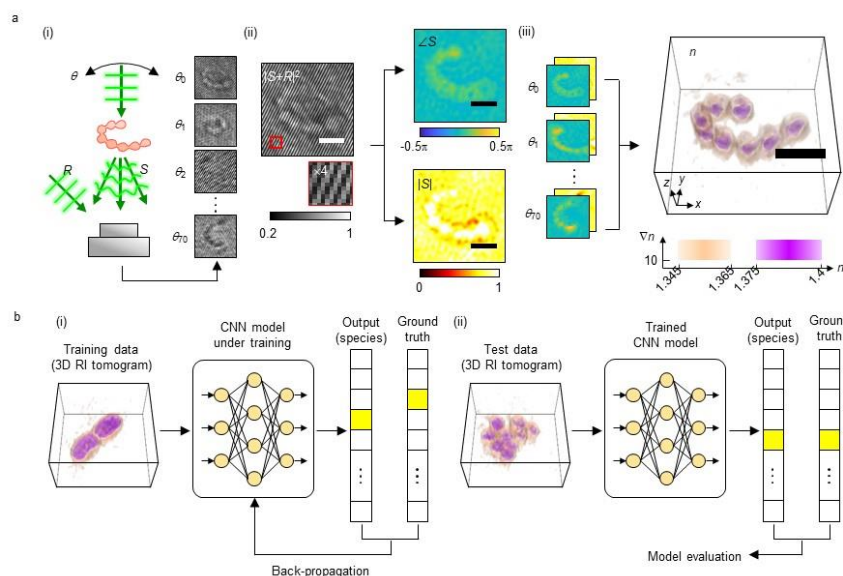 a
(i)
θ
R
S
θ0
θ1
θ2
⋮
θ70
(ii)
|S+R|²
×4
0.2
1
∠S
-0.5π
0.5π
|S|
0
1
(iii)
θ0
θ1
⋮
θ70
n
z
y
x
∇n
10
1.345
1.365
1.375
1.4
n
b
(i)
Training data
(3D RI tomogram)
CNN model
under training
Output
(species)
Ground
truth
⋮
⋮
Back-propagation
(ii)
Test data
(3D RI tomogram)
Trained
CNN model
Output
(species)
Ground
truth
⋮
⋮
Model evaluation